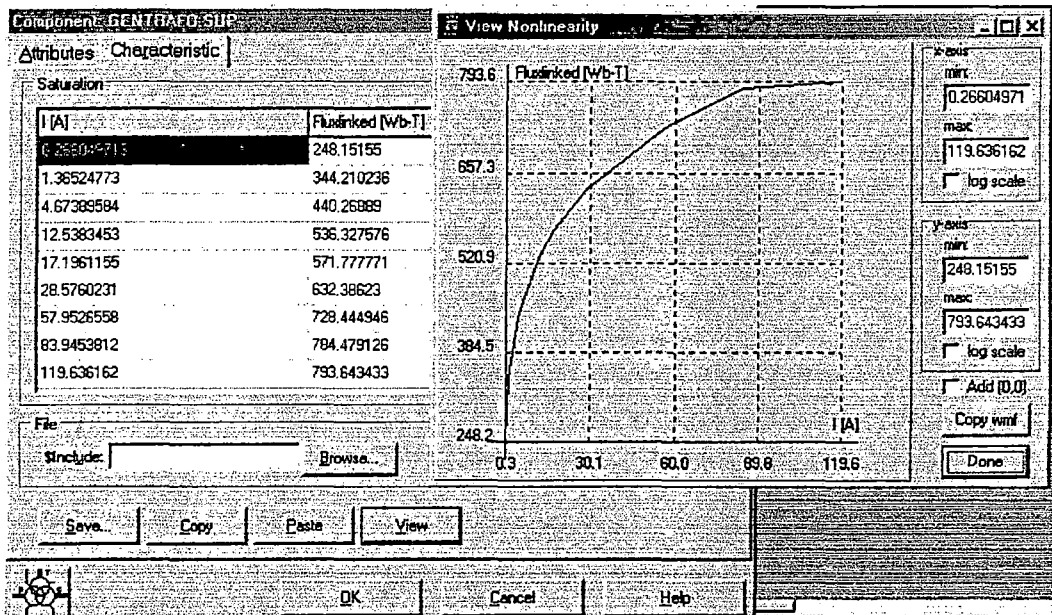 Component: GENTRAFO.SUP
Attributes Characteristic
Saturation
I [A] Fluxlinked [Wb-T]
0.266049713 248.15155
1.36524773 344.210236
4.67389584 440.26889
12.5383453 536.327576
17.1961155 571.777771
28.5760231 632.38623
57.9526558 728.444946
83.9453812 784.479126
119.636162 793.643433
File
$Include: Browse...
Save... Copy Paste View
OK Cancel Help
View Nonlinearity
793.6 Fluxlinked [Wb-T]
657.3
520.9
384.5
248.2 I [A]
0.3 30.1 60.0 89.8 119.6
x-axis
min:
0.26604971
max:
119.636162
log scale
y-axis
min:
248.15155
max:
793.643433
log scale
Add (0,0)
Copy wmf
Done